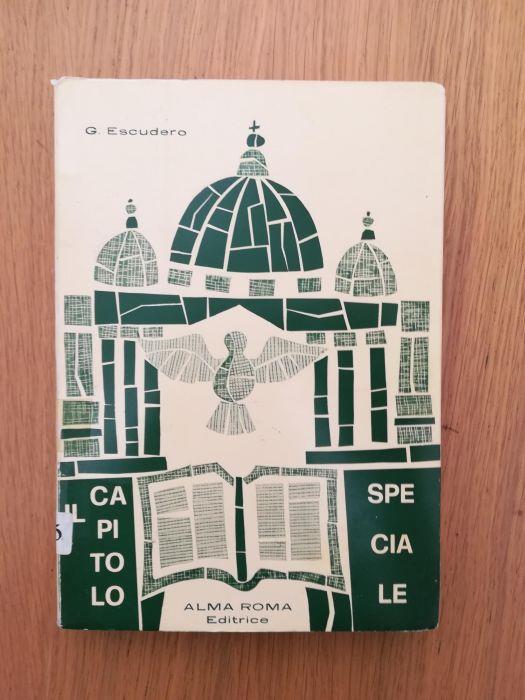 G. Escudero
IL
CA
PI
TO
LO
SPE
CIA
LE
ALMA ROMA
Editrice